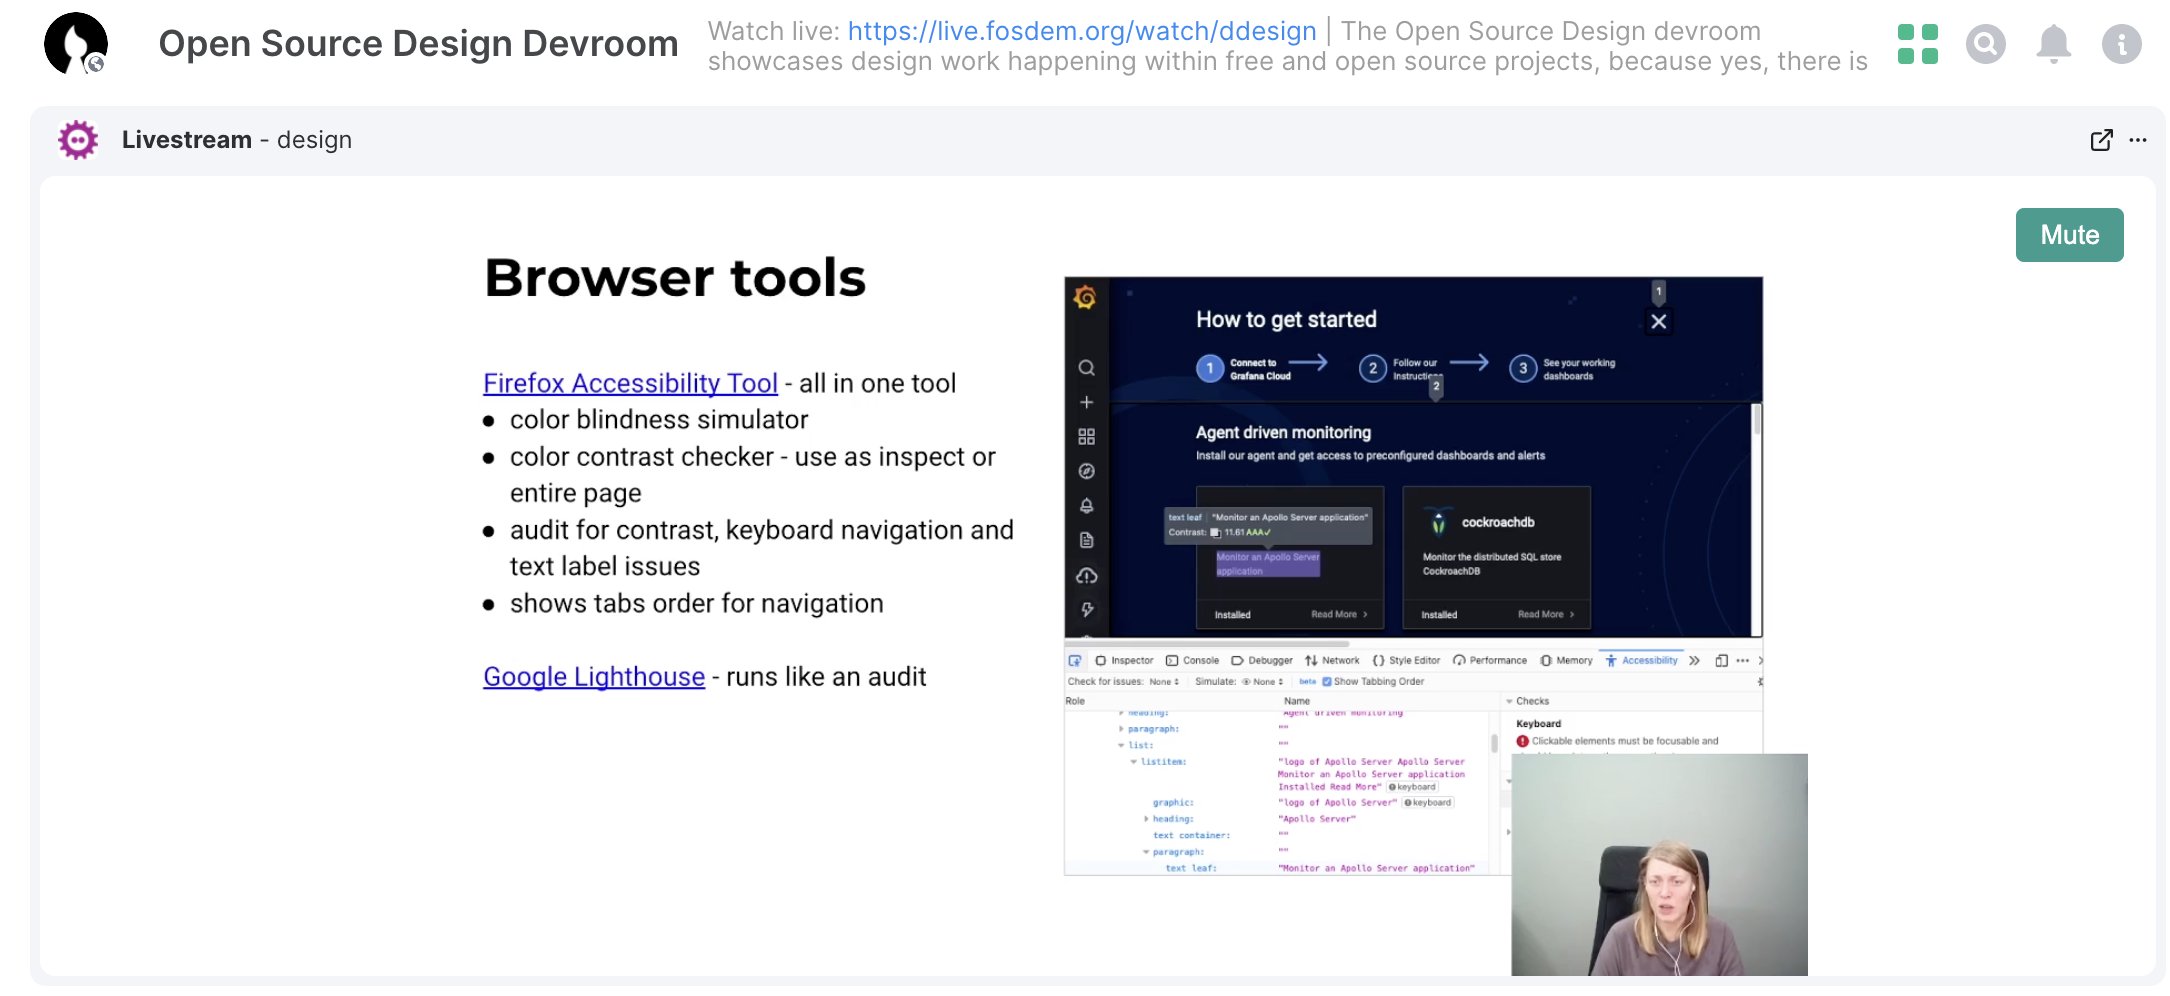 Open Source Design Devroom
Watch live: https://live.fosdem.org/watch/ddesign | The Open Source Design devroom
showcases design work happening within free and open source projects, because yes, there is
Livestream - design
Mute
Browser tools
Firefox Accessibility Tool - all in one tool
● color blindness simulator
● color contrast checker - use as inspect or
entire page
● audit for contrast, keyboard navigation and
text label issues
● shows tabs order for navigation
Google Lighthouse - runs like an audit
1
How to get started
1 Connect to
Grafana Cloud
2 Follow our
Instructions
3 See your working
dashboards
2
Agent driven monitoring
Install our agent and get access to preconfigured dashboards and alerts
text leaf "Monitor an Apollo Server application"
Contrast: 11.61 AAA✓
Monitor an Apollo Server
application
Installed Read More >
cockroachdb
Monitor the distributed SQL store
CockroachDB
Installed Read More >
Inspector Console Debugger Network {} Style Editor Performance Memory Accessibility
Check for issues: None Simulate: None beta Show Tabbing Order
Role Name Checks
heading: "Agent driven monitoring
paragraph: ""
list: ""
listitem: "logo of Apollo Server Apollo Server
Monitor an Apollo Server application
Installed Read More" keyboard
graphic: "logo of Apollo Server" keyboard
heading: "Apollo Server"
text container: ""
paragraph: ""
text leaf: "Monitor an Apollo Server application"
Keyboard
Clickable elements must be focusable and